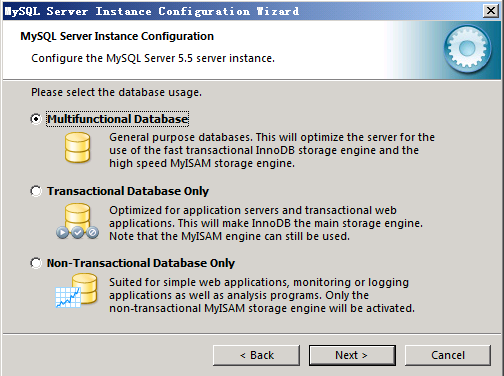 MySQL Server Instance Configuration Wizard
MySQL Server Instance Configuration
Configure the MySQL Server 5.5 server instance.
Please select the database usage.
Multifunctional Database
General purpose databases. This will optimize the server for the
use of the fast transactional InnoDB storage engine and the
high speed MyISAM storage engine.
Transactional Database Only
Optimized for application servers and transactional web
applications. This will make InnoDB the main storage engine.
Note that the MyISAM engine can still be used.
Non-Transactional Database Only
Suited for simple web applications, monitoring or logging
applications as well as analysis programs. Only the
non-transactional MyISAM storage engine will be activated.
< Back
Next >
Cancel